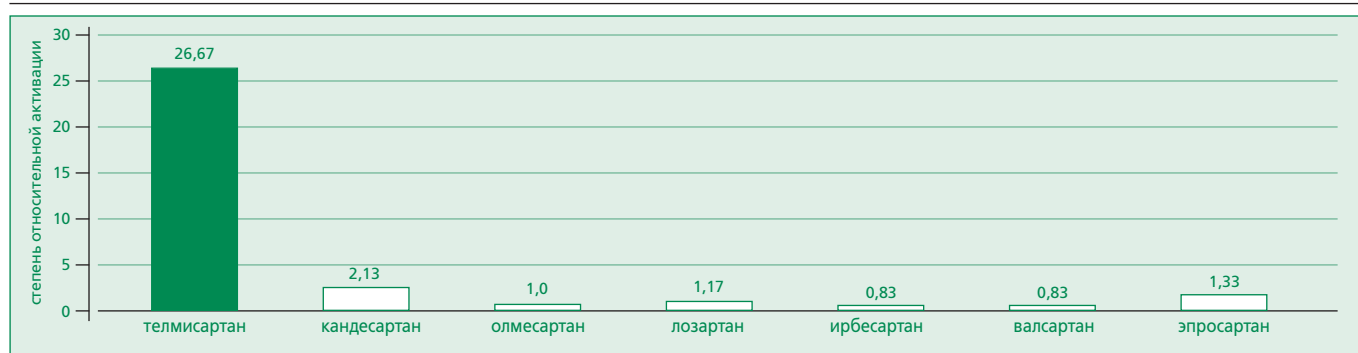 степень относительной активации
30
25
20
15
10
5
0
26,67
2,13
1,0
1,17
0,83
0,83
1,33
телмисартан
кандесартан
олмесартан
лозартан
ирбесартан
валсартан
эпросартан